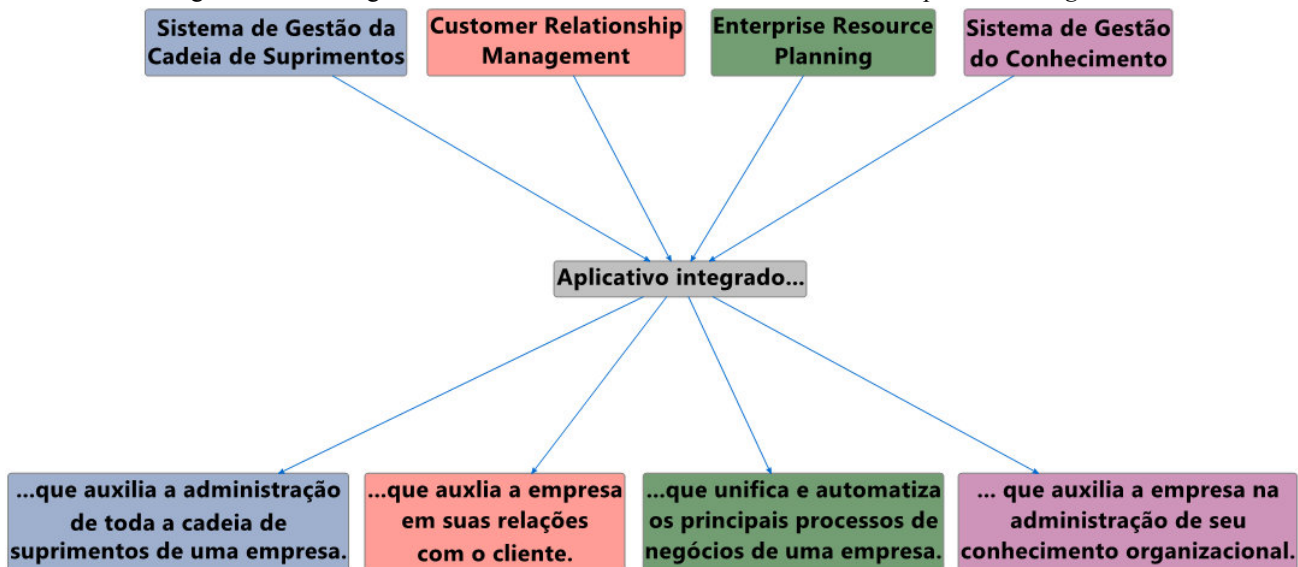 Sistema de Gestão da
Cadeia de Suprimentos
Customer Relationship
Management
Enterprise Resource
Planning
Sistema de Gestão
do Conhecimento
Aplicativo integrado...
...que auxilia a administração
de toda a cadeia de
suprimentos de uma empresa.
...que auxlia a empresa
em suas relações
com o cliente.
...que unifica e automatiza
os principais processos de
negócios de uma empresa.
... que auxilia a empresa na
administração de seu
conhecimento organizacional.